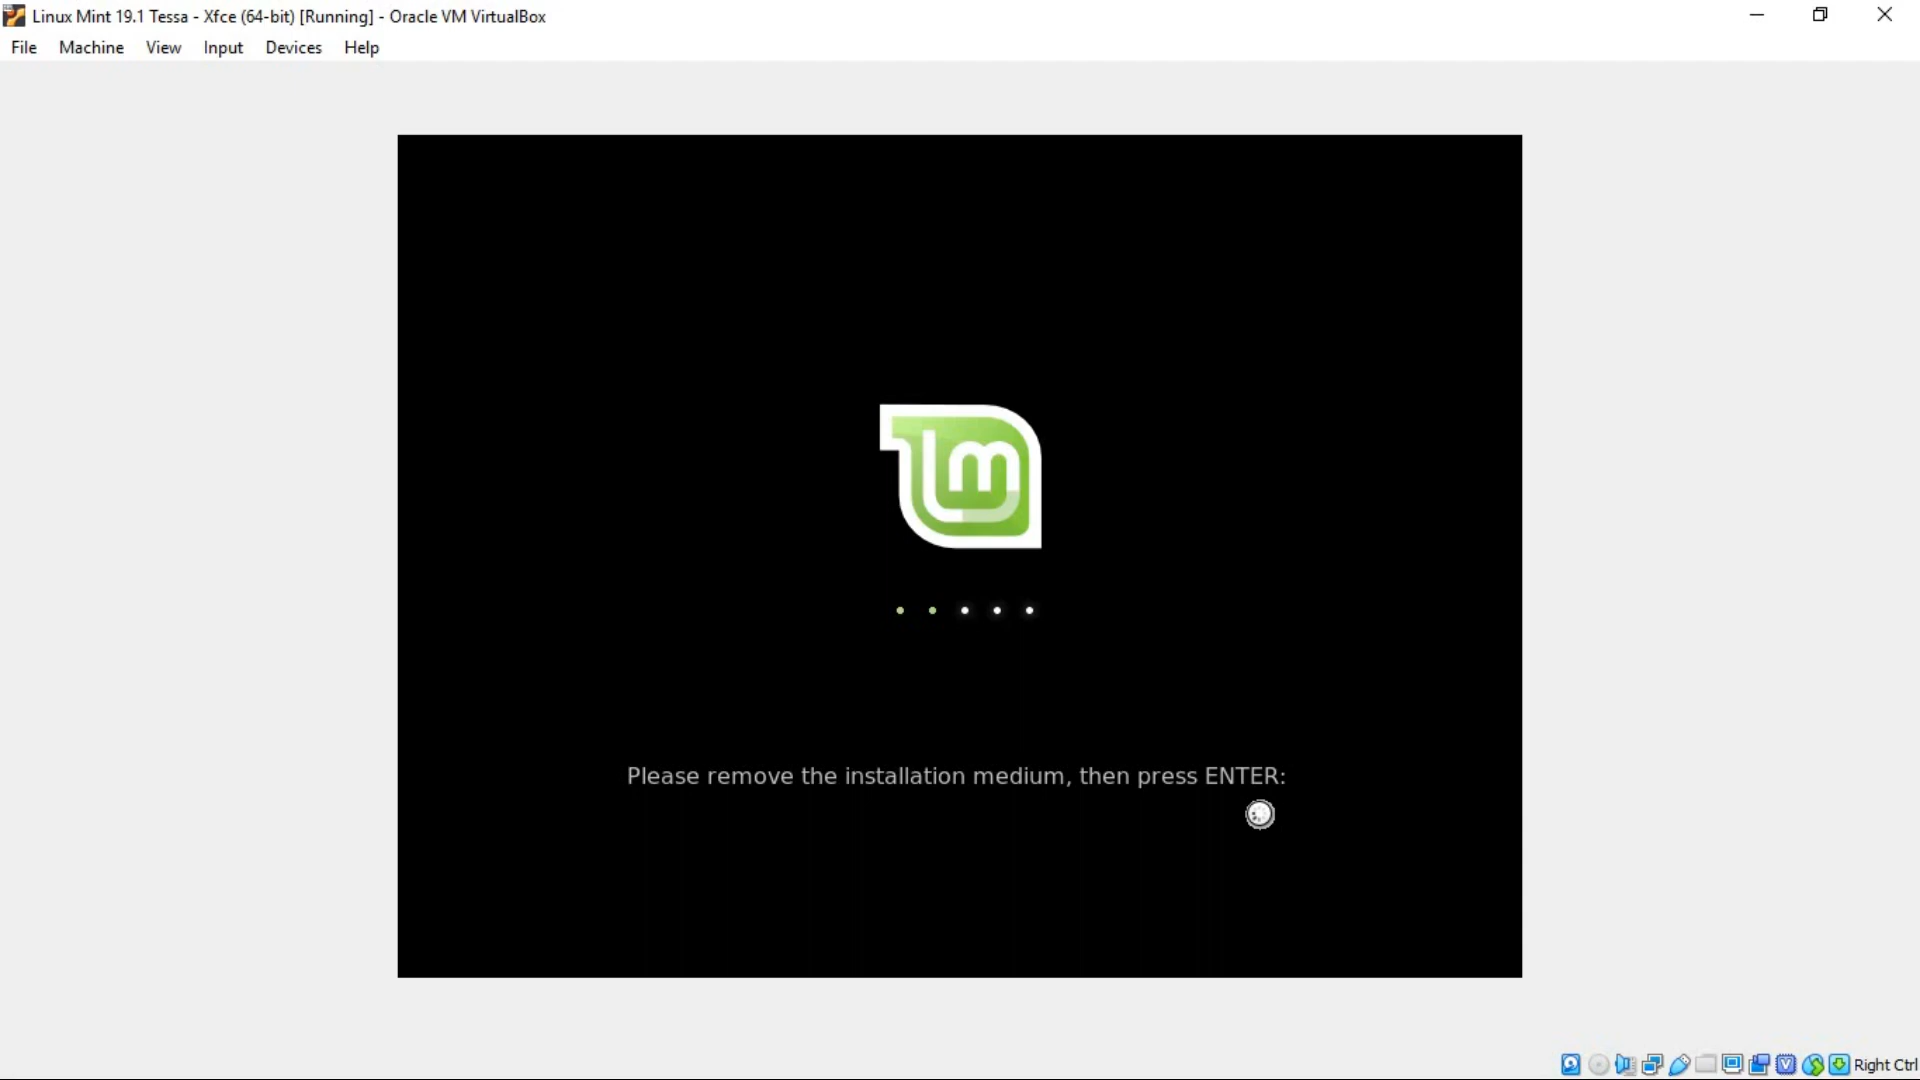 Linux Mint 19.1 Tessa - Xfce (64-bit) [Running] - Oracle VM VirtualBox
File Machine View Input Devices Help
lm
Please remove the installation medium, then press ENTER:
Right Ctrl